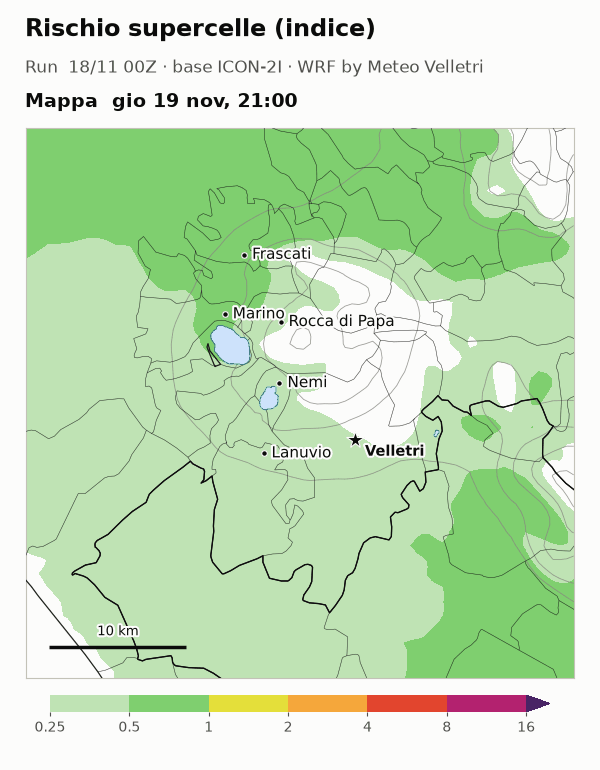 Rischio supercelle (indice)
Run  18/11 00Z · base ICON-2I · WRF by Meteo Velletri
Mappa  gio 19 nov, 21:00
Frascati
Marino
Rocca di Papa
Nemi
Velletri
Lanuvio
10 km
0.25 0.5 1 2 4 8 16